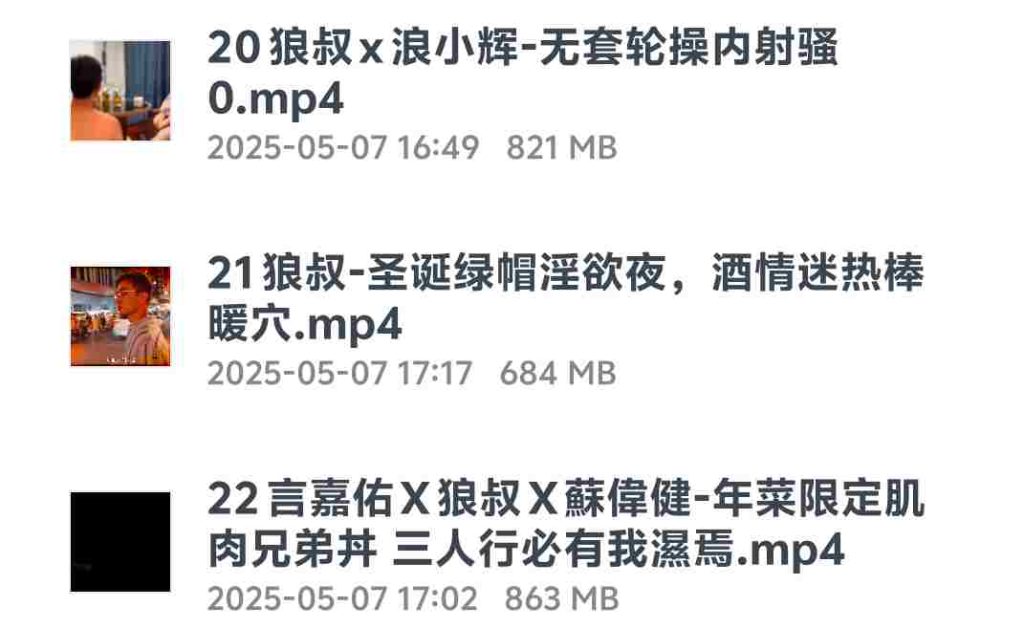 20 狼叔x浪小辉-无套轮操内射骚
0.mp4
2025-05-07 16:49 821 MB
21 狼叔-圣诞绿帽淫欲夜，酒情迷热棒
暖穴.mp4
2025-05-07 17:17 684 MB
22 言嘉佑X狼叔X蘇偉健-年菜限定肌
肉兄弟丼 三人行必有我濕焉.mp4
2025-05-07 17:02 863 MB